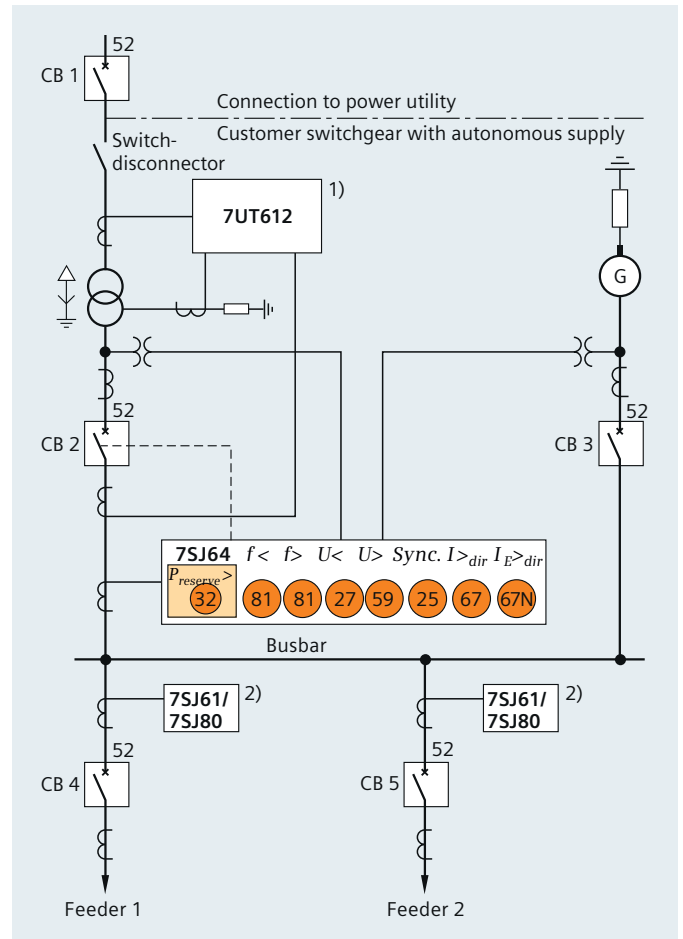 52
CB 1
Connection to power utility
Customer switchgear with autonomous supply
Switch-
disconnector
1)
7UT612
G
52
CB 2
52
CB 3
7SJ64 f< f> U< U> Sync. I>dir IE>dir
Preserve>
32 81 81 27 59 25 67 67N
Busbar
7SJ61/
7SJ80
2)
7SJ61/
7SJ80
2)
52
CB 4
52
CB 5
Feeder 1
Feeder 2